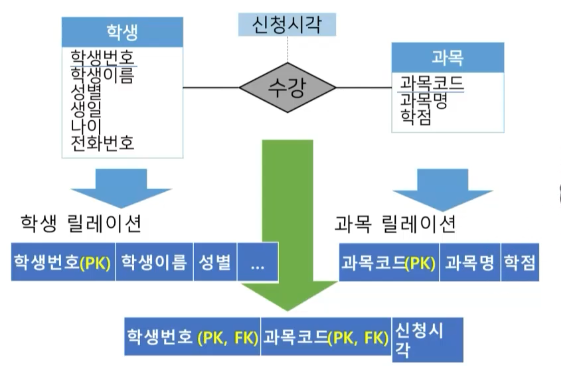 신청시각
학생
학생번호
학생이름
성별
생일
나이
전화번호
수강
과목
과목코드
과목명
학점
학생 릴레이션
학생번호(PK) 학생이름 성별 ...
과목 릴레이션
과목코드(PK) 과목명 학점
학생번호 (PK, FK) 과목코드(PK, FK) 신청시
각